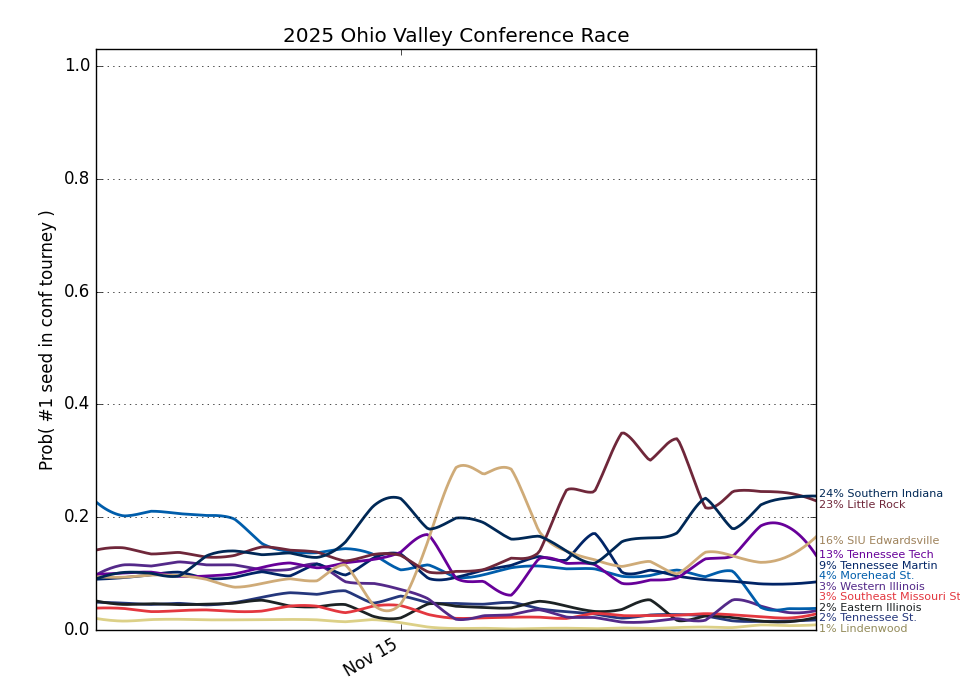 2025 Ohio Valley Conference Race
1.0
0.8
0.6
0.4
0.2
0.0
Prob( #1 seed in conf tourney )
Nov 15
24% Southern Indiana
23% Little Rock
16% SIU Edwardsville
13% Tennessee Tech
9% Tennessee Martin
4% Morehead St.
3% Western Illinois
3% Southeast Missouri St
2% Eastern Illinois
2% Tennessee St.
1% Lindenwood